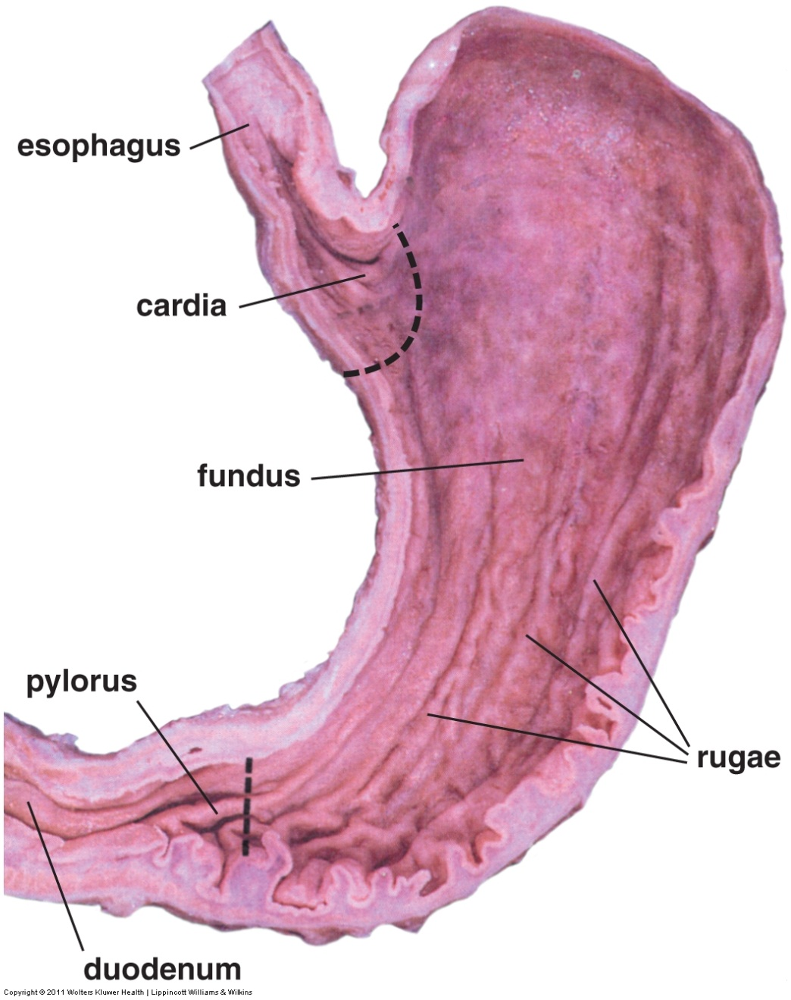 esophagus
cardia
fundus
pylorus
rugae
duodenum
Copyright © 2011 Wolters Kluwer Health | Lippincott Williams & Wilkins